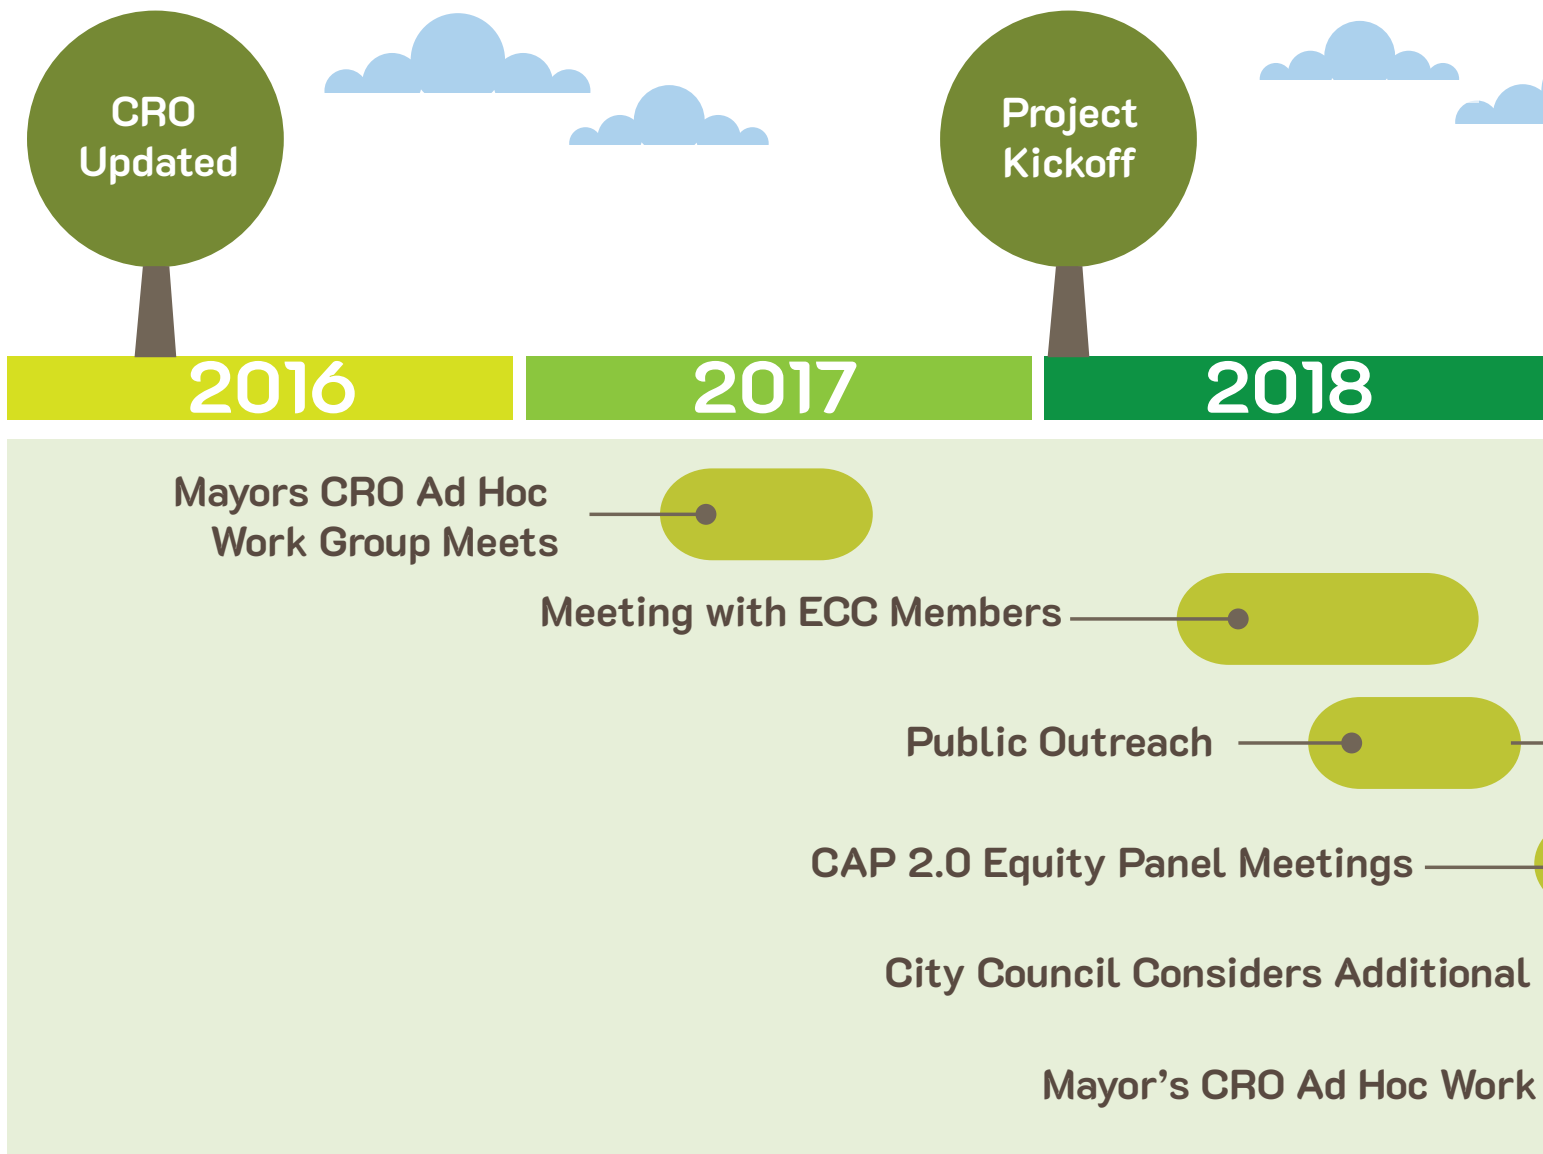 CRO
Updated
Project
Kickoff
2016
2017
2018
Mayors CRO Ad Hoc
Work Group Meets
Meeting with ECC Members
Public Outreach
CAP 2.0 Equity Panel Meetings
City Council Considers Additional
Mayor’s CRO Ad Hoc Work